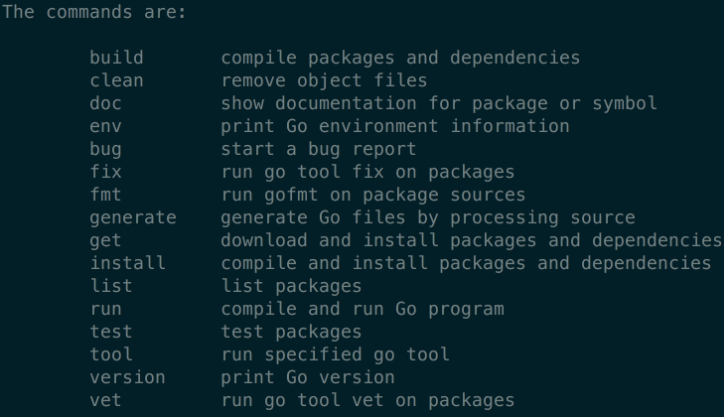 The commands are:
build compile packages and dependencies
clean remove object files
doc show documentation for package or symbol
env print Go environment information
bug start a bug report
fix run go tool fix on packages
fmt run gofmt on package sources
generate generate Go files by processing source
get download and install packages and dependencies
install compile and install packages and dependencies
list list packages
run compile and run Go program
test test packages
tool run specified go tool
version print Go version
vet run go tool vet on packages